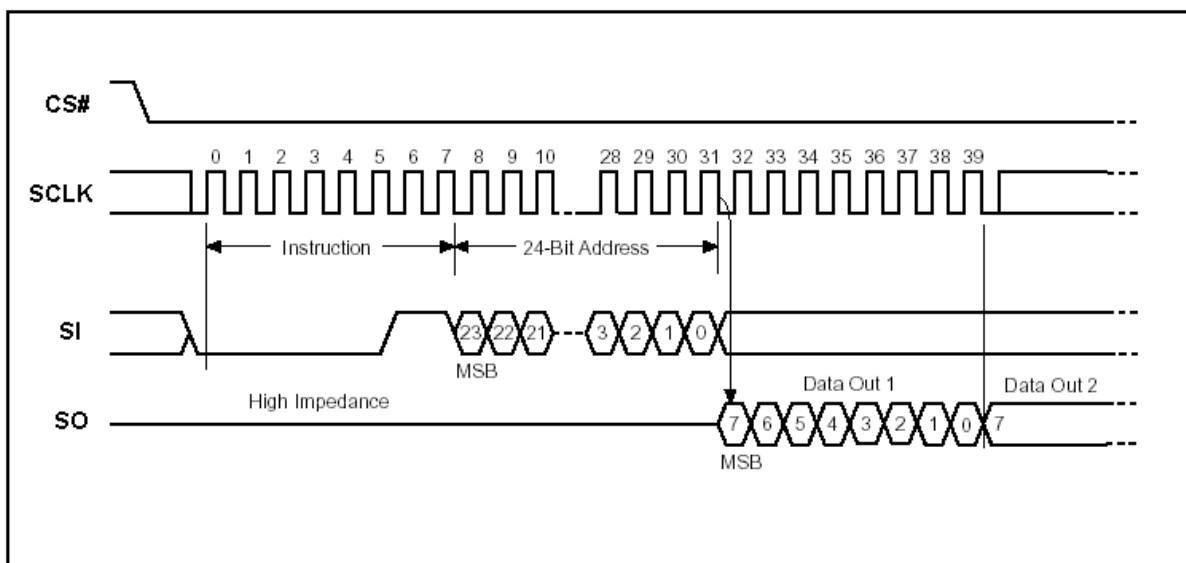 CS#
0 1 2 3 4 5 6 7 8 9 10 28 29 30 31 32 33 34 35 36 37 38 39
SCLK
Instruction 24-Bit Address
SI 23 22 21 3 2 1 0
MSB
High Impedance Data Out 1 Data Out 2
SO 7 6 5 4 3 2 1 0 7
MSB